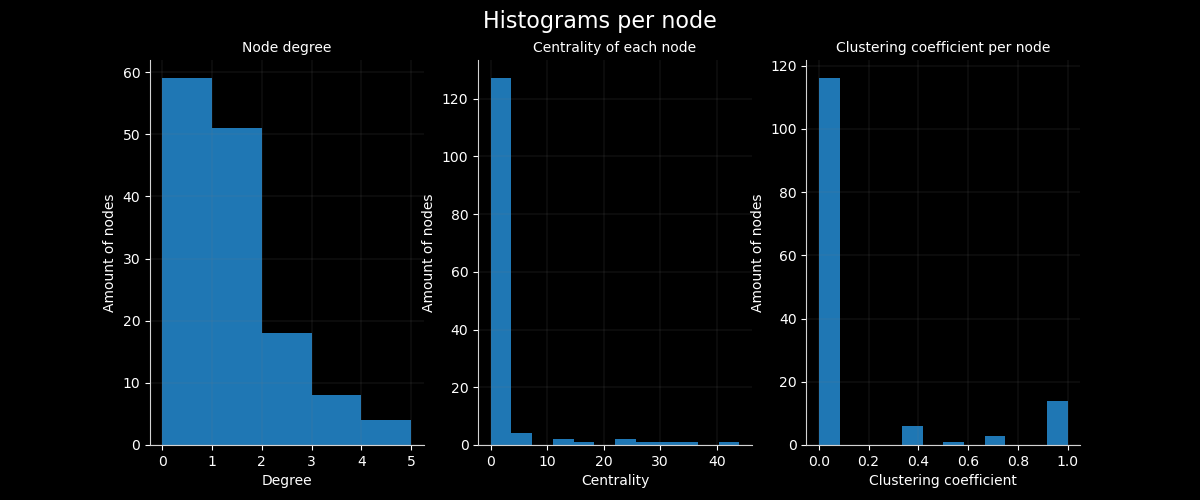 Histograms per node
Node degree
60
50
40
30
20
10
0
Amount of nodes
0 1 2 3 4 5
Degree
Centrality of each node
120
100
80
60
40
20
0
Amount of nodes
0 10 20 30 40
Centrality
Clustering coefficient per node
120
100
80
60
40
20
0
Amount of nodes
0.0 0.2 0.4 0.6 0.8 1.0
Clustering coefficient